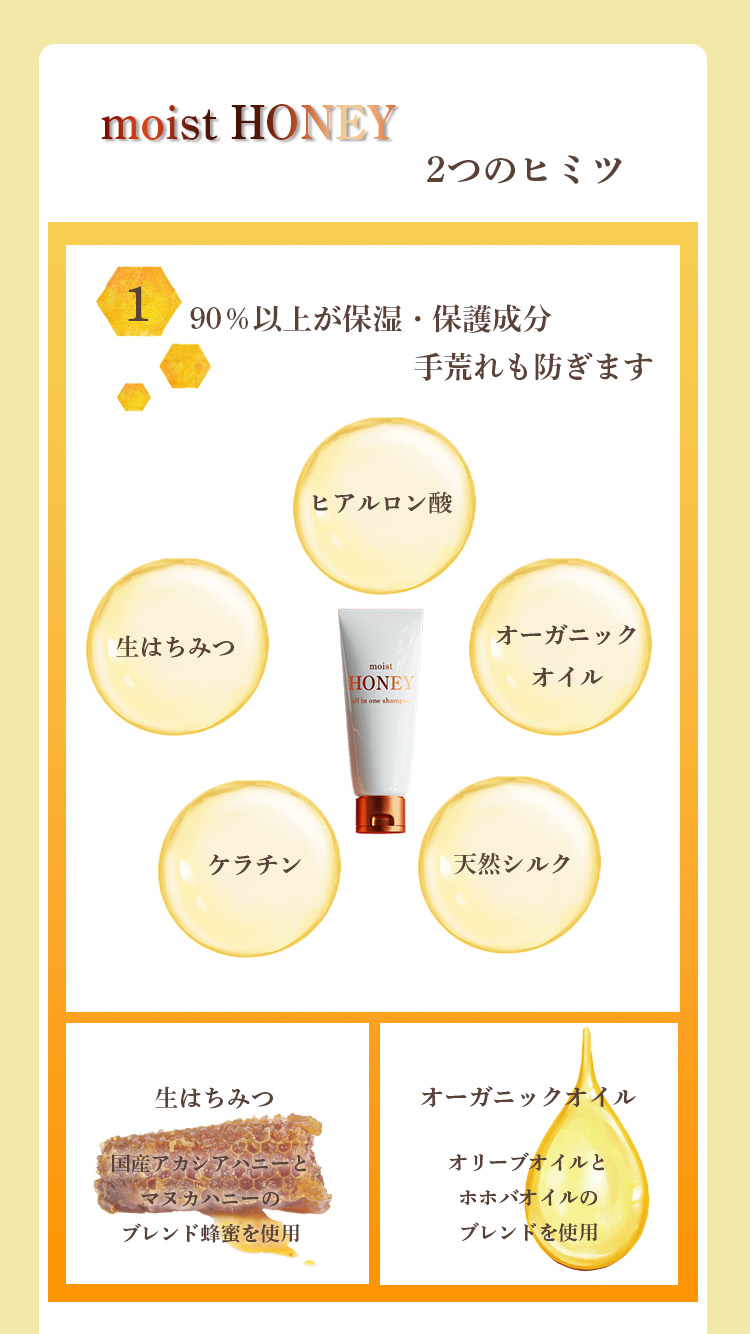 moist HONEY
2つのヒミツ
1
90％以上が保湿・保護成分
手荒れも防ぎます
ヒアルロン酸
生はちみつ
オーガニック
オイル
moist
HONEY
all in one shampoo
ケラチン
天然シルク
生はちみつ
国産アカシアハニーと
マヌカハニーの
ブレンド蜂蜜を使用
オーガニックオイル
オリーブオイルと
ホホバオイルの
ブレンドを使用